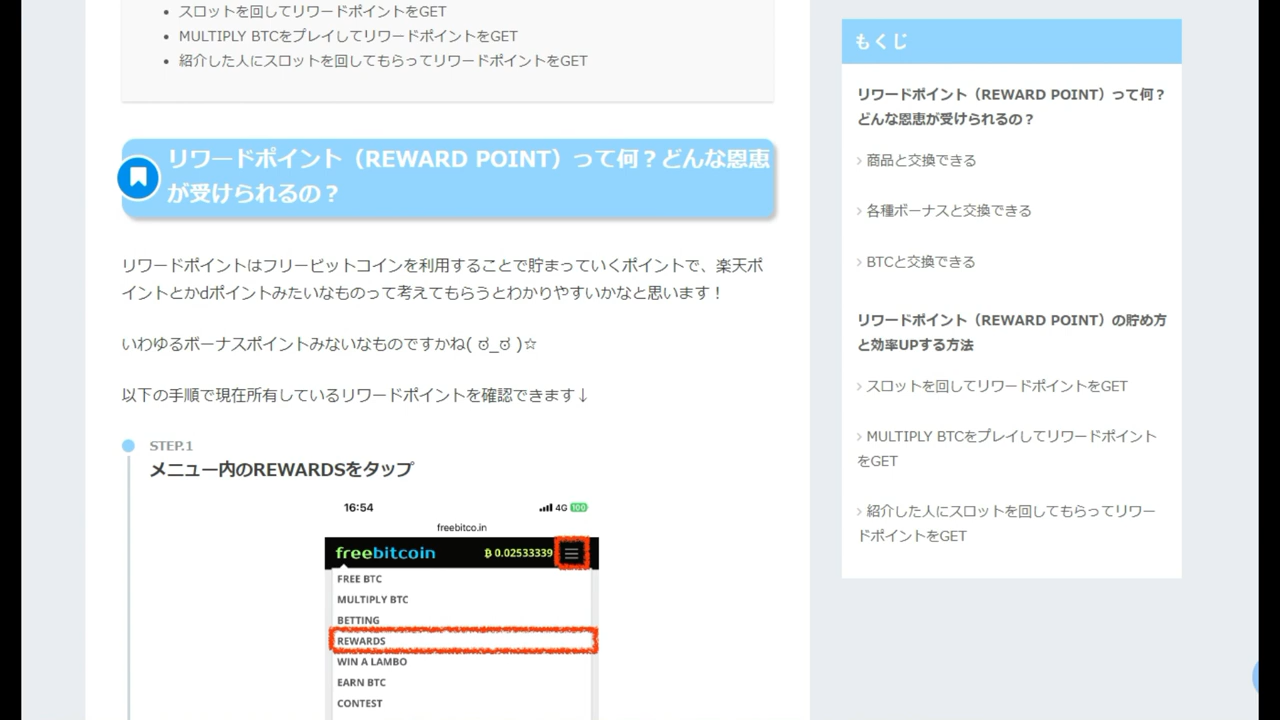 スロットを回してリワードポイントをGET
MULTIPLY BTCをプレイしてリワードポイントをGET
紹介した人にスロットを回してもらってリワードポイントをGET
リワードポイント（REWARD POINT）って何？どんな恩恵
が受けられるの？
リワードポイントはフリービットコインを利用することで貯まっていくポイントで、楽天ポ
イントとかdポイントみたいなものって考えてもらうとわかりやすいかなと思います！
いわゆるボーナスポイントみないなものですかね( ಠ_ಠ )☆
以下の手順で現在所有しているリワードポイントを確認できます↓
STEP.1
メニュー内のREWARDSをタップ
16:54
4G 100
freebitco.in
freebitcoin
₿ 0.02533339
FREE BTC
MULTIPLY BTC
BETTING
REWARDS
WIN A LAMBO
EARN BTC
CONTEST
もくじ
リワードポイント（REWARD POINT）って何？
どんな恩恵が受けられるの？
› 商品と交換できる
› 各種ボーナスと交換できる
› BTCと交換できる
リワードポイント（REWARD POINT）の貯め方
と効率UPする方法
› スロットを回してリワードポイントをGET
› MULTIPLY BTCをプレイしてリワードポイント
をGET
› 紹介した人にスロットを回してもらってリワー
ドポイントをGET